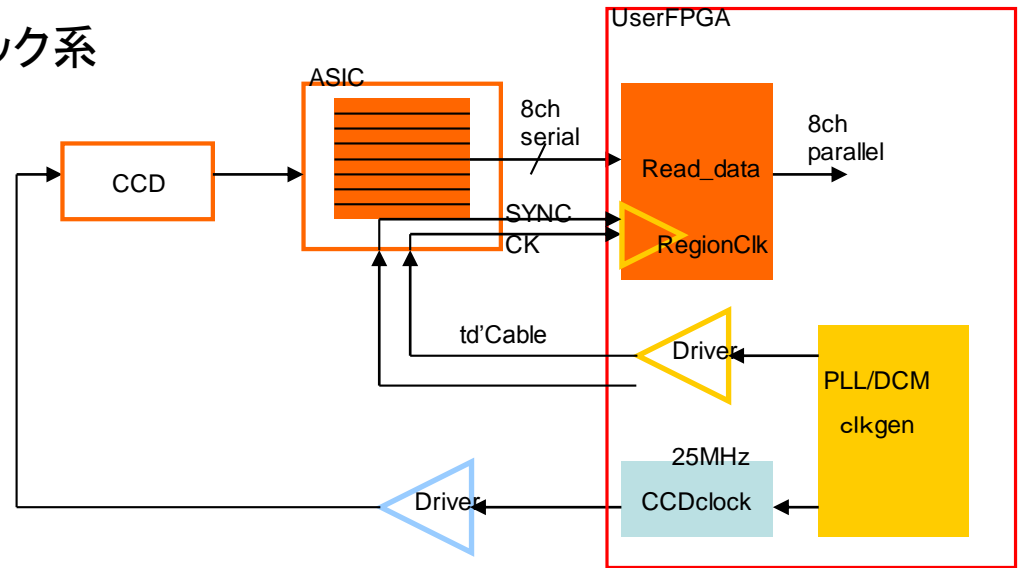 ック系
UserFPGA
ASIC
8ch
serial
8ch
parallel
CCD
Read_data
SYNC
CK
RegionClk
td'Cable
Driver
PLL/DCM
clkgen
25MHz
CCDclock
Driver